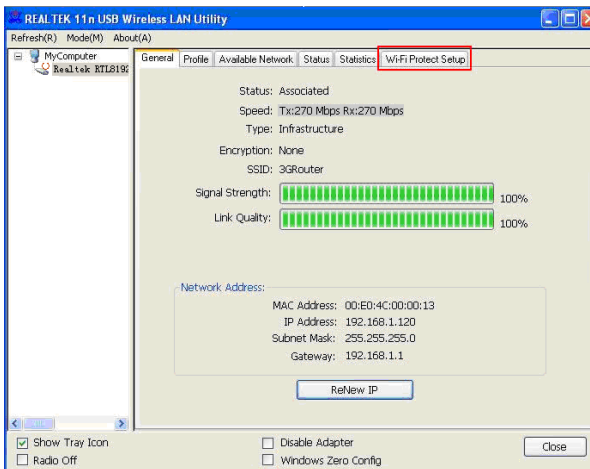 REALTEK 11n USB Wireless LAN Utility
Refresh(R) Mode(M) About(A)
MyComputer
Realtek RTL8192
General Profile Available Network Status Statistics Wi-Fi Protect Setup
Status: Associated
Speed: Tx:270 Mbps Rx:270 Mbps
Type: Infrastructure
Encryption: None
SSID: 3GRouter
Signal Strength: 100%
Link Quality: 100%
Network Address:
MAC Address: 00:E0:4C:00:00:13
IP Address: 192.168.1.120
Subnet Mask: 255.255.255.0
Gateway: 192.168.1.1
ReNew IP
Show Tray Icon Disable Adapter Close
Radio Off Windows Zero Config